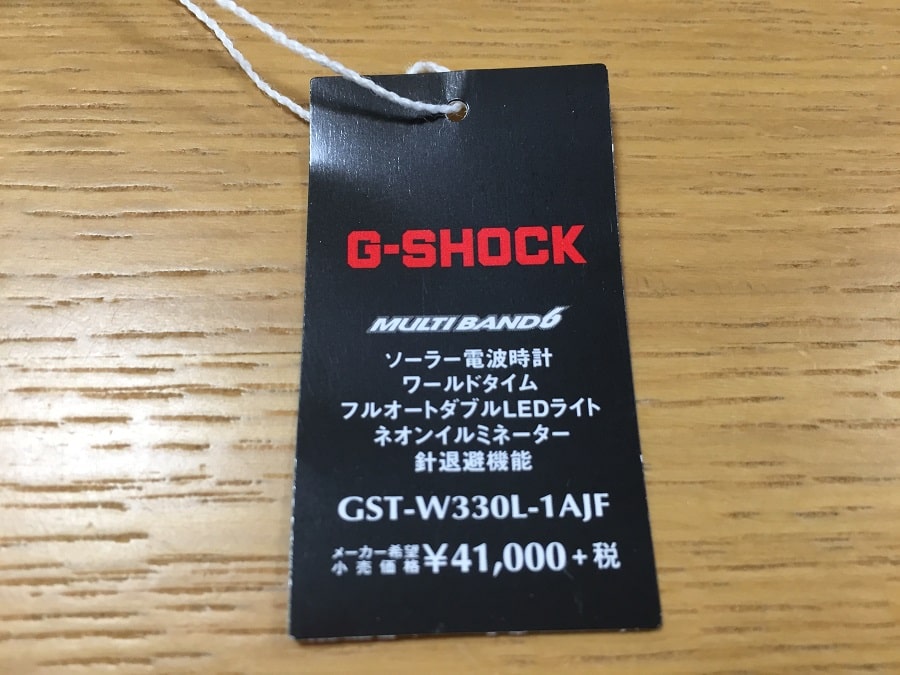 G-SHOCK
MULTI BAND 6
ソーラー電波時計
ワールドタイム
フルオートダブルLEDライト
ネオンイルミネーター
針退避機能
GST-W330L-1AJF
メーカー希望小売価格 ¥41,000+税